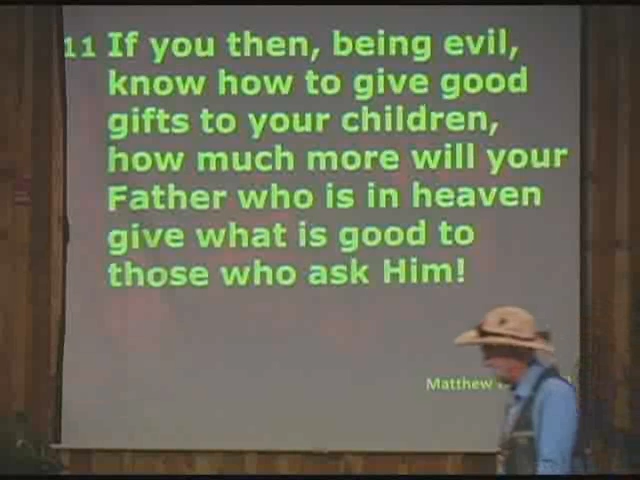 11 If you then, being evil,
know how to give good
gifts to your children,
how much more will your
Father who is in heaven
give what is good to
those who ask Him!
Matthew